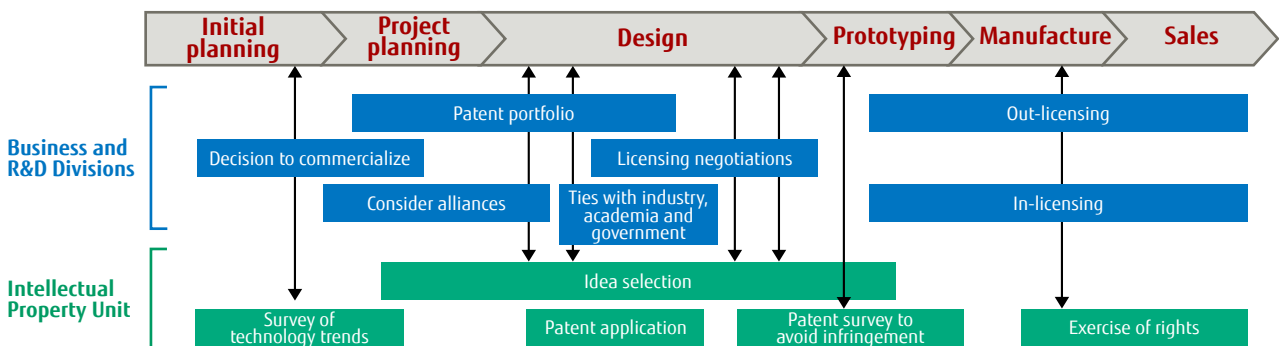 Initial
planning
Project
planning
Design
Prototyping
Manufacture
Sales
Business and
R&D Divisions
Patent portfolio
Out-licensing
Decision to commercialize
Licensing negotiations
Consider alliances
Ties with industry,
academia and
government
In-licensing
Intellectual
Property Unit
Idea selection
Survey of
technology trends
Patent application
Patent survey to
avoid infringement
Exercise of rights